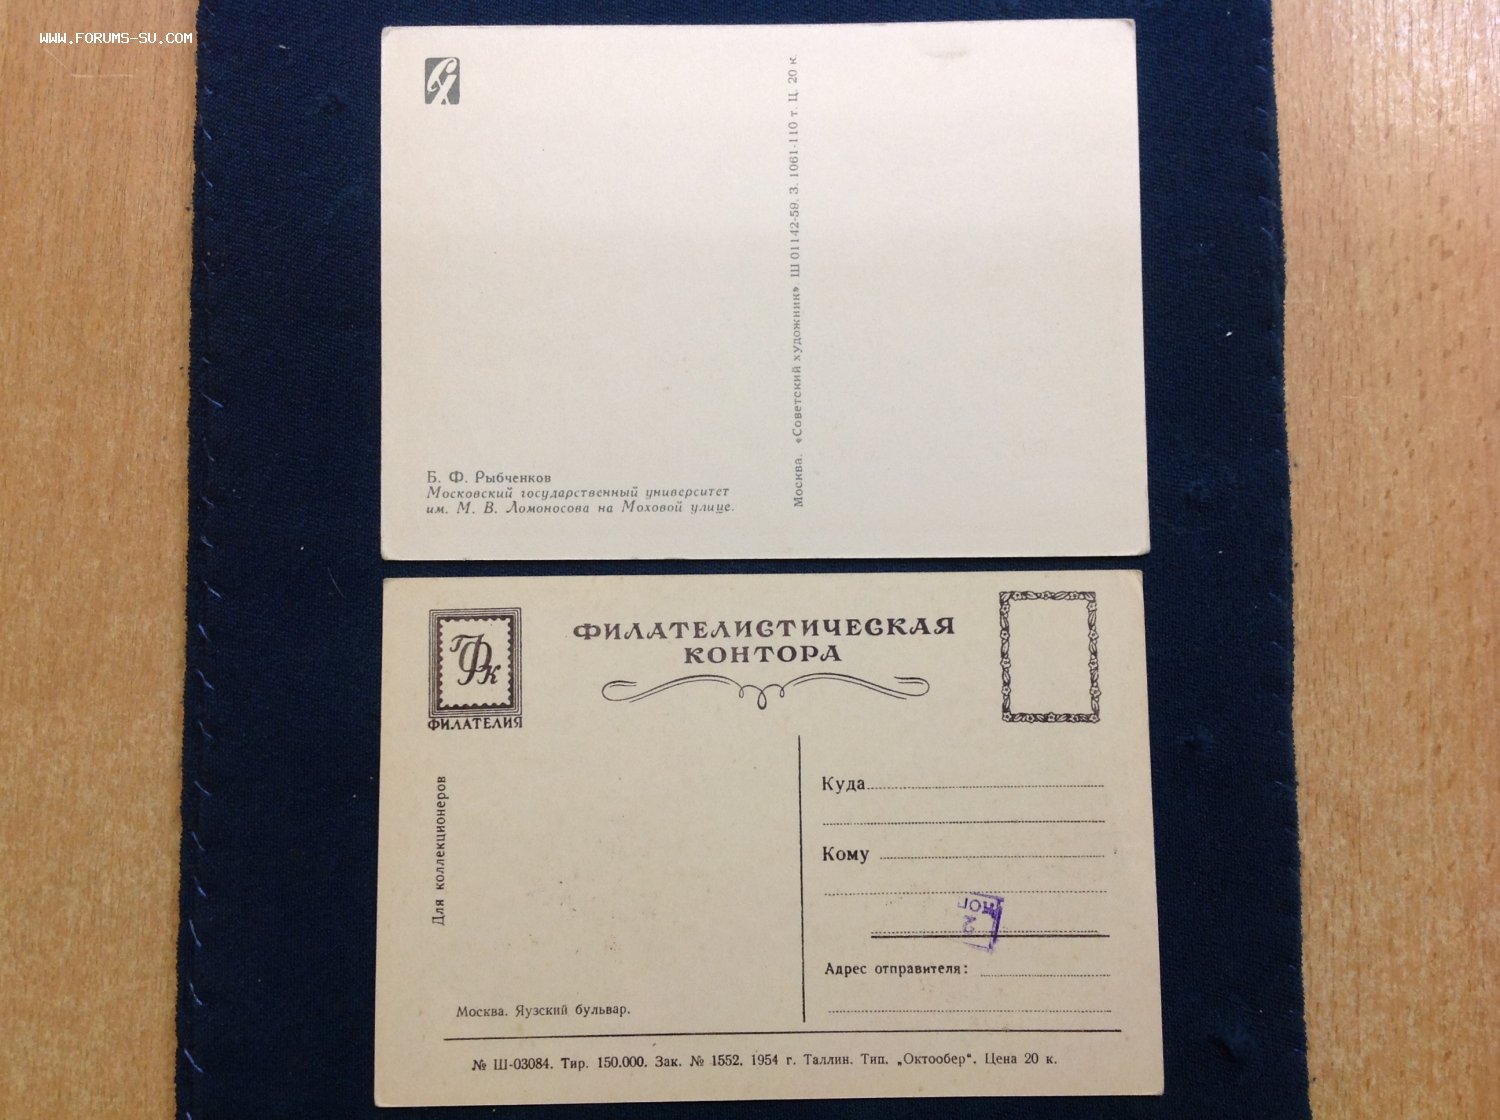 WWW.FORUMS-SU.COM
СХ
Б. Ф. Рыбченков
Московский государственный университет
им. М. В. Ломоносова на Моховой улице.
Москва. «Советский художник». Ш 01142-59. З. 1061-110 т. Ц. 20 к.
ГФК
ФИЛАТЕЛИЯ
ФИЛАТЕЛИСТИЧЕСКАЯ
КОНТОРА
Для коллекционеров
Москва. Яузский бульвар.
Куда
Кому
Адрес отправителя:
№ Ш-03084. Тир. 150.000. Зак. № 1552. 1954 г. Таллин. Тип. „Октообер“. Цена 20 к.